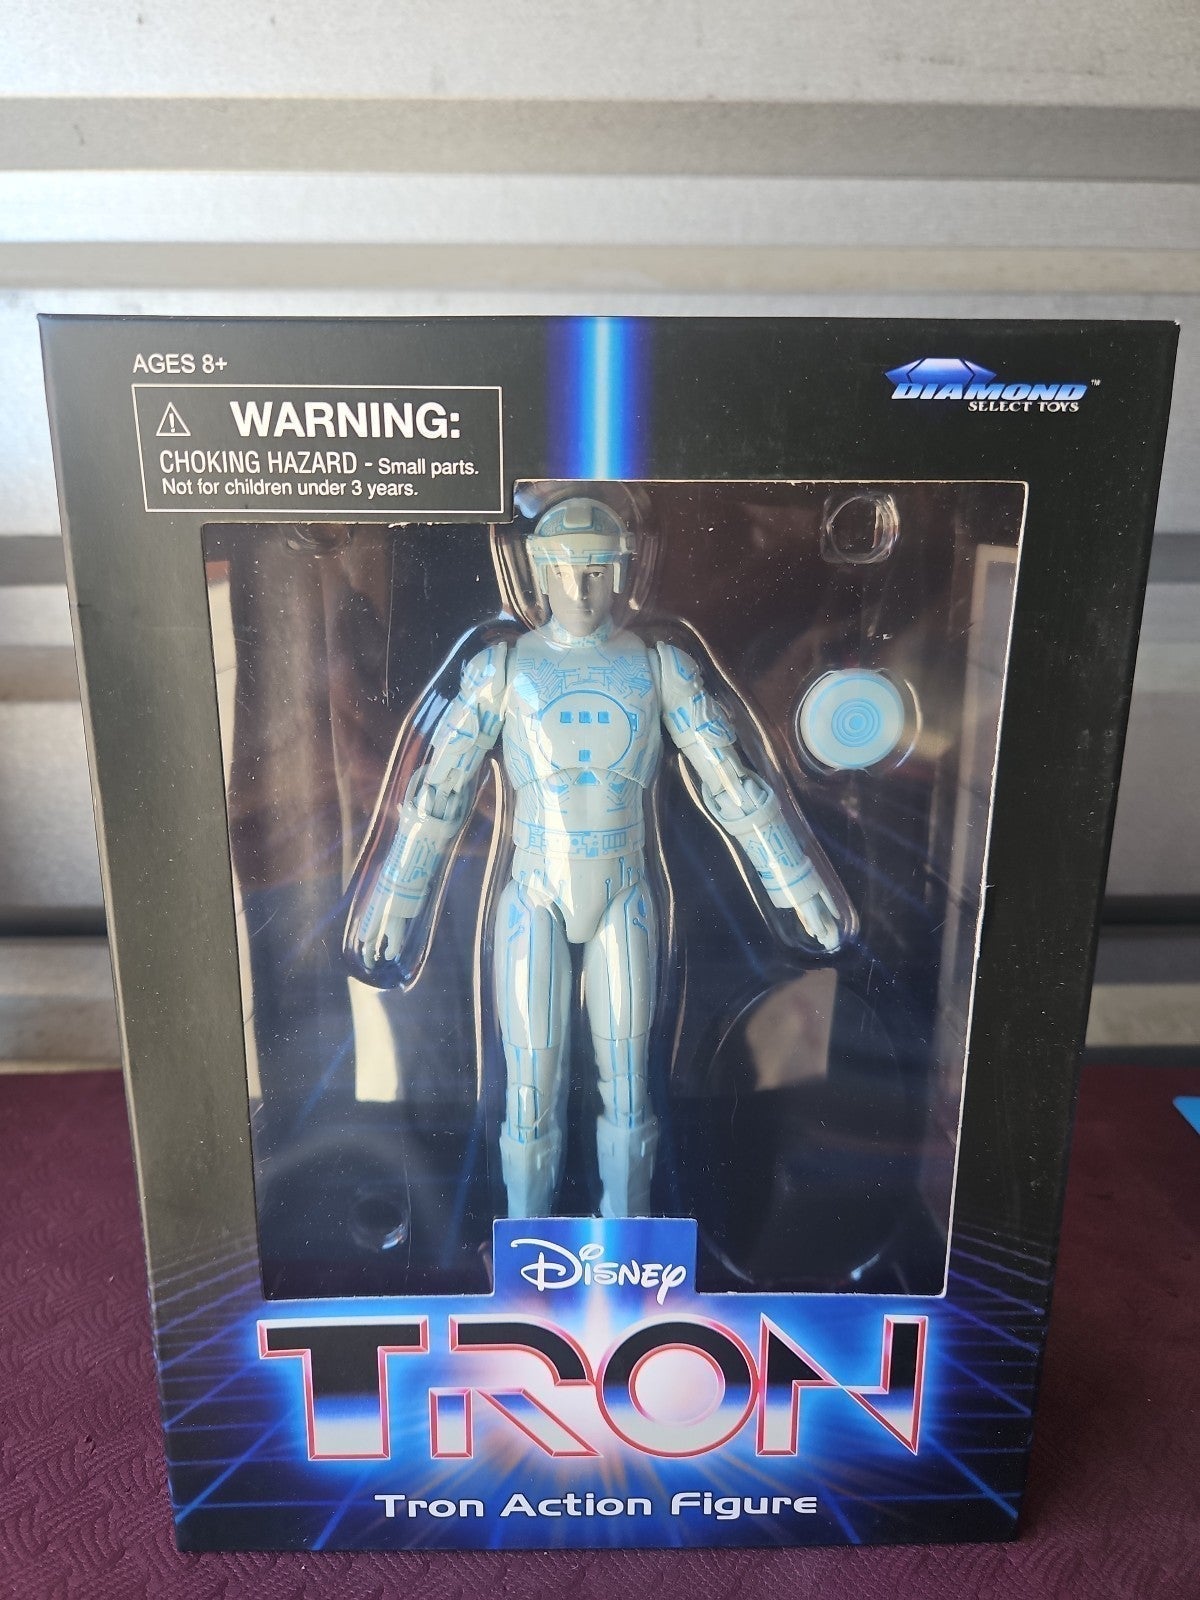 AGES 8+
WARNING:
CHOKING HAZARD - Small parts.
Not for children under 3 years.
DIAMOND™
SELECT TOYS
Disney
TRON
Tron Action Figure